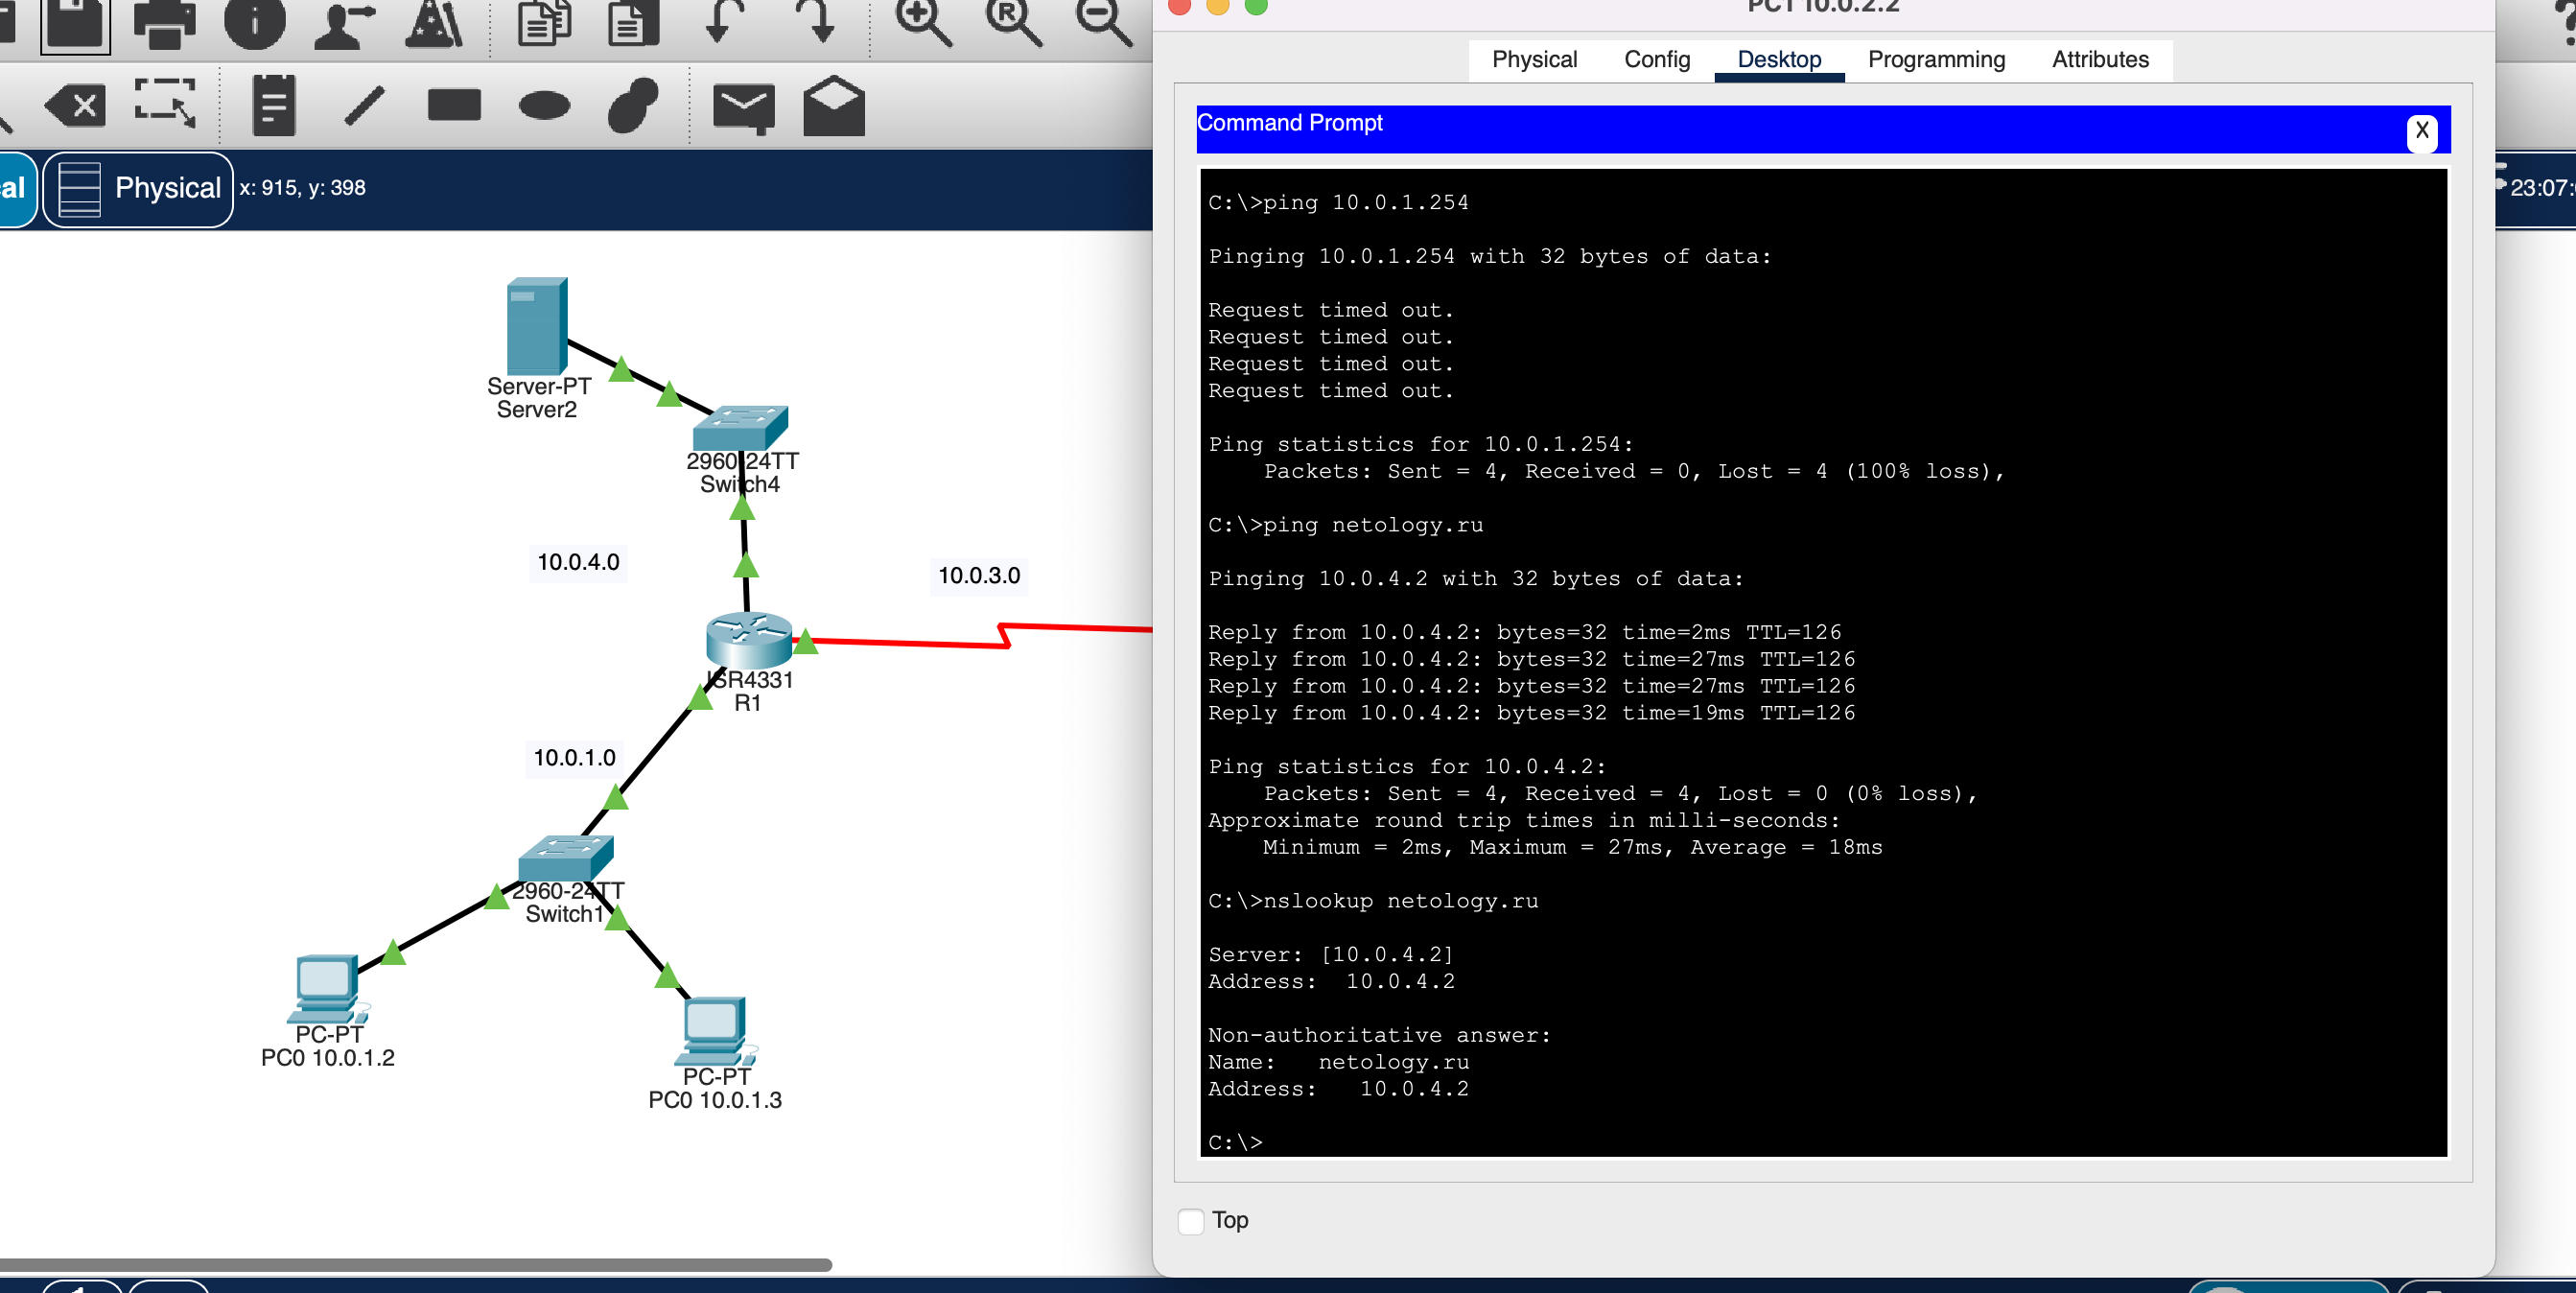 PC1 10.0.2.2
Physical
Config
Desktop
Programming
Attributes
Command Prompt
X
al
Physical
x: 915, y: 398
23:07:
C:\>ping 10.0.1.254
Pinging 10.0.1.254 with 32 bytes of data:
Request timed out.
Request timed out.
Request timed out.
Request timed out.
Ping statistics for 10.0.1.254:
Packets: Sent = 4, Received = 0, Lost = 4 (100% loss),
C:\>ping netology.ru
Pinging 10.0.4.2 with 32 bytes of data:
Reply from 10.0.4.2: bytes=32 time=2ms TTL=126
Reply from 10.0.4.2: bytes=32 time=27ms TTL=126
Reply from 10.0.4.2: bytes=32 time=27ms TTL=126
Reply from 10.0.4.2: bytes=32 time=19ms TTL=126
Ping statistics for 10.0.4.2:
Packets: Sent = 4, Received = 4, Lost = 0 (0% loss),
Approximate round trip times in milli-seconds:
Minimum = 2ms, Maximum = 27ms, Average = 18ms
C:\>nslookup netology.ru
Server: [10.0.4.2]
Address: 10.0.4.2
Non-authoritative answer:
Name: netology.ru
Address: 10.0.4.2
C:\>
Top
Server-PT
Server2
2960-24TT
Switch4
10.0.4.0
10.0.3.0
ISR4331
R1
10.0.1.0
2960-24TT
Switch1
PC-PT
PC0 10.0.1.2
PC-PT
PC0 10.0.1.3